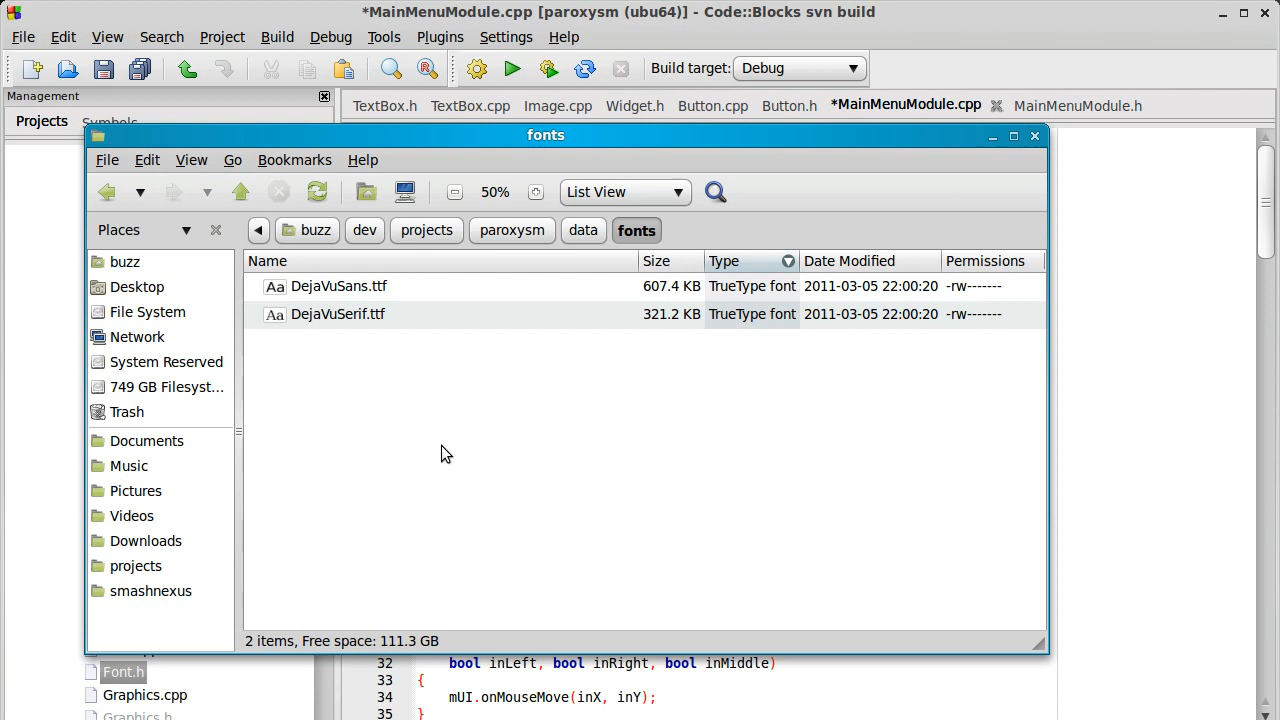 *MainMenuModule.cpp [paroxysm (ubu64)] - Code::Blocks svn build
File Edit View Search Project Build Debug Tools Plugins Settings Help
Build target: Debug
Management
TextBox.h TextBox.cpp Image.cpp Widget.h Button.cpp Button.h *MainMenuModule.cpp MainMenuModule.h
Projects Symbols
fonts
File Edit View Go Bookmarks Help
50% List View
Places buzz dev projects paroxysm data fonts
Name Size Type Date Modified Permissions
DejaVuSans.ttf 607.4 KB TrueType font 2011-03-05 22:00:20 -rw-------
DejaVuSerif.ttf 321.2 KB TrueType font 2011-03-05 22:00:20 -rw-------
buzz
Desktop
File System
Network
System Reserved
749 GB Filesyst...
Trash
Documents
Music
Pictures
Videos
Downloads
projects
smashnexus
2 items, Free space: 111.3 GB
Font.h
Graphics.cpp
Graphics.h
32 bool inLeft, bool inRight, bool inMiddle)
33 {
34 mUI.onMouseMove(inX, inY);
35 }